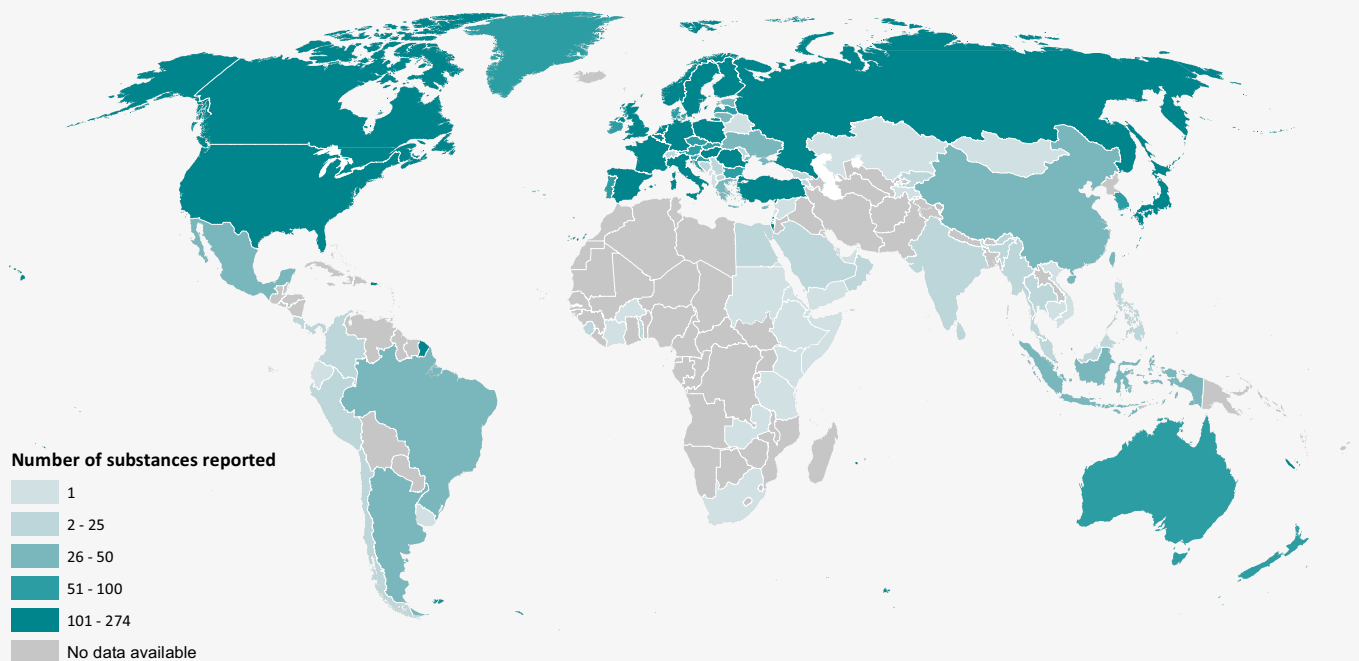 Number of substances reported
1
2 - 25
26 - 50
51 - 100
101 - 274
No data available